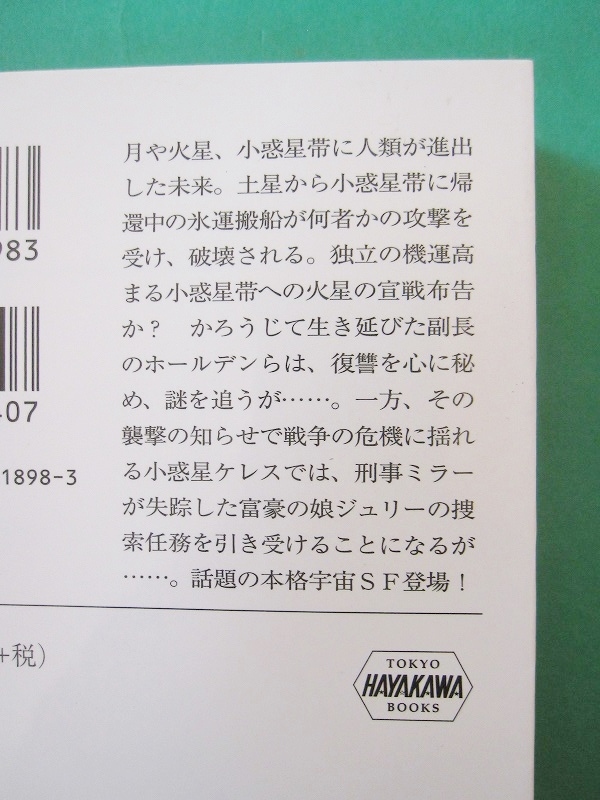 月や火星、小惑星帯に人類が進出
した未来。土星から小惑星帯に帰
還中の氷運搬船が何者かの攻撃を
受け、破壊される。独立の機運高
まる小惑星帯への火星の宣戦布告
か？　かろうじて生き延びた副長
のホールデンらは、復讐を心に秘
め、謎を追うが……。一方、その
襲撃の知らせで戦争の危機に揺れ
る小惑星ケレスでは、刑事ミラー
が失踪した富豪の娘ジュリーの捜
索任務を引き受けることになるが
……。話題の本格宇宙ＳＦ登場！
983
407
1898-3
+税)
TOKYO
HAYAKAWA
BOOKS